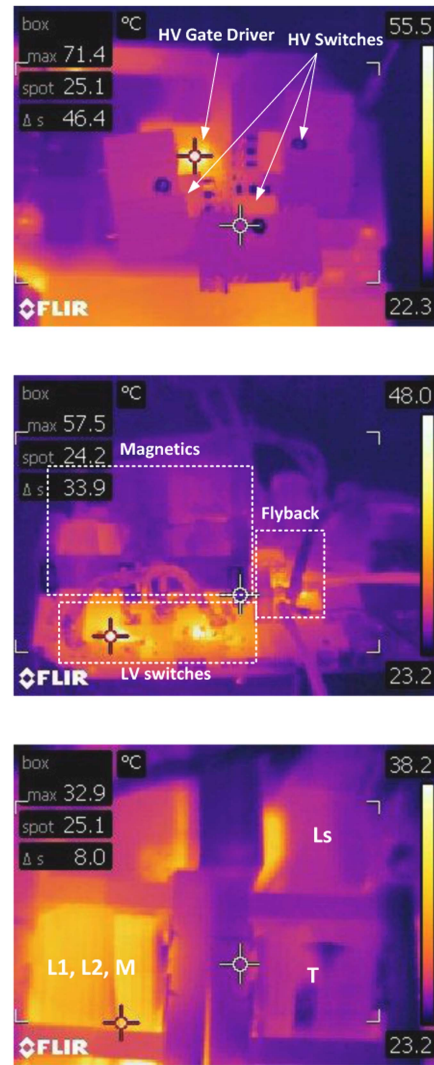 box
°C
HV Gate Driver
HV Switches
55.5
max 71.4
spot 25.1
Δ s 46.4
FLIR
22.3
box
°C
48.0
max 57.5
spot 24.2
Magnetics
Δ s 33.9
Flyback
LV switches
FLIR
23.2
box
°C
38.2
max 32.9
spot 25.1
Δ s 8.0
Ls
L1, L2, M
T
FLIR
23.2